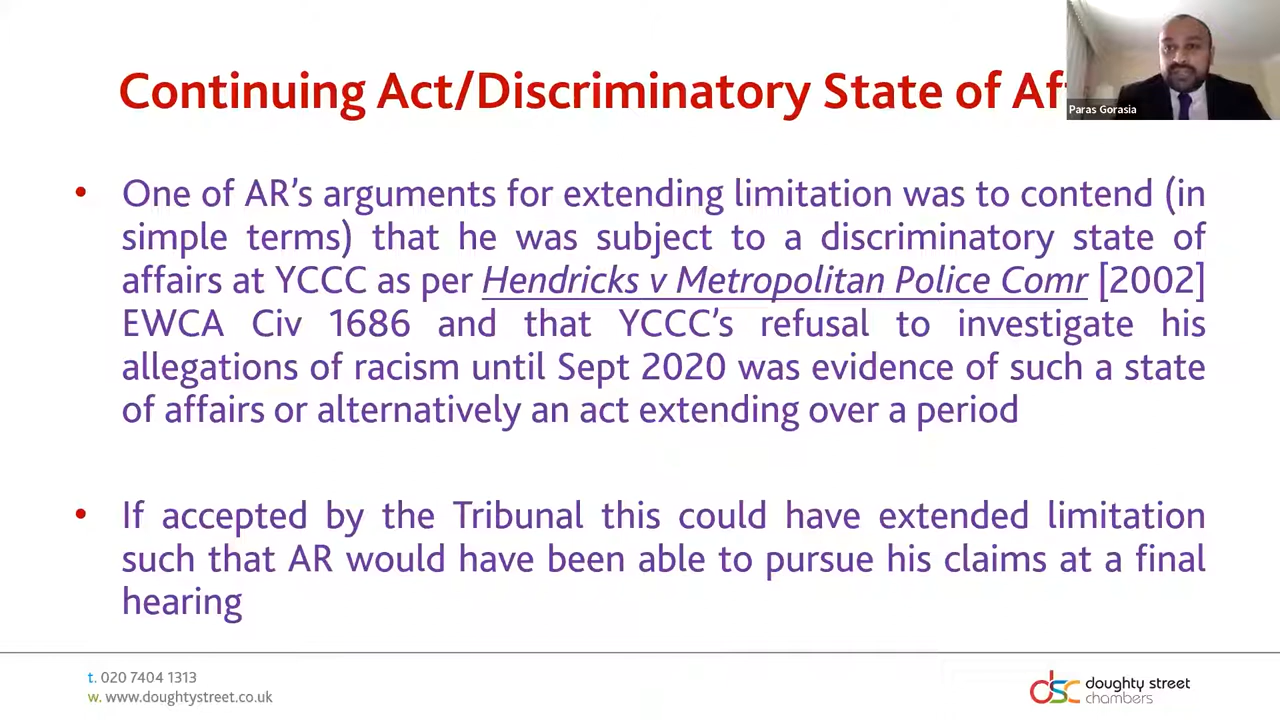 Continuing Act/Discriminatory State of
Paras Gorasia
• One of AR's arguments for extending limitation was to contend (in
simple terms) that he was subject to a discriminatory state of
affairs at YCCC as per Hendricks v Metropolitan Police Comr [2002]
EWCA Civ 1686 and that YCCC's refusal to investigate his
allegations of racism until Sept 2020 was evidence of such a state
of affairs or alternatively an act extending over a period
• If accepted by the Tribunal this could have extended limitation
such that AR would have been able to pursue his claims at a final
hearing
t. 020 7404 1313
w. www.doughtystreet.co.uk
dsc doughty street
chambers